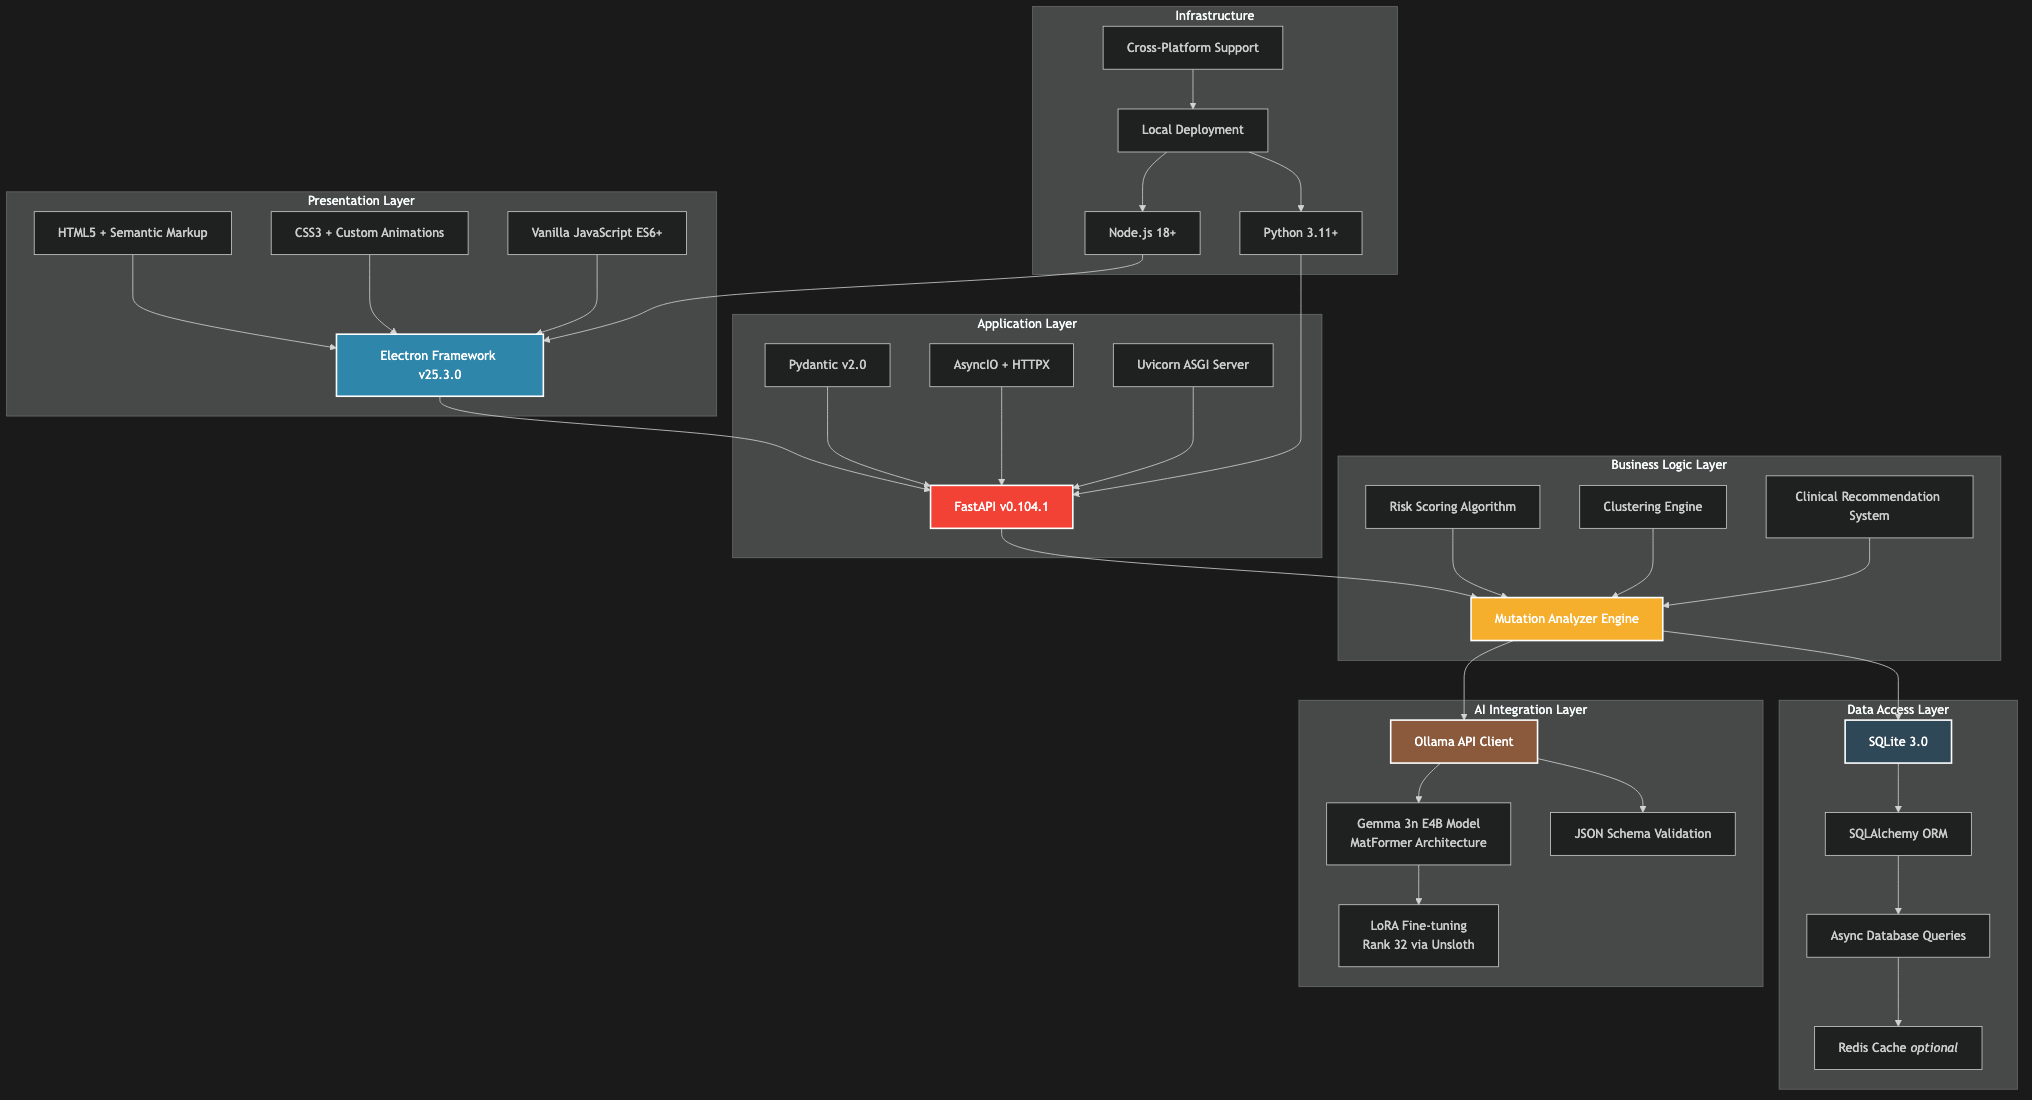 Infrastructure
Cross-Platform Support
Local Deployment
Node.js 18+
Python 3.11+
Presentation Layer
HTML5 + Semantic Markup
CSS3 + Custom Animations
Vanilla JavaScript ES6+
Electron Framework
v25.3.0
Application Layer
Pydantic v2.0
AsyncIO + HTTPX
Uvicorn ASGI Server
FastAPI v0.104.1
Business Logic Layer
Risk Scoring Algorithm
Clustering Engine
Clinical Recommendation
System
Mutation Analyzer Engine
AI Integration Layer
Ollama API Client
Gemma 3n E4B Model
MatFormer Architecture
JSON Schema Validation
LoRA Fine-tuning
Rank 32 via Unsloth
Data Access Layer
SQLite 3.0
SQLAlchemy ORM
Async Database Queries
Redis Cache optional